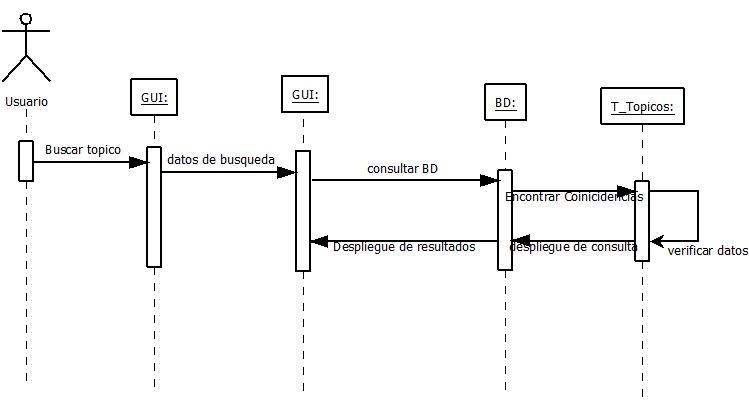 Usuario
GUI:
GUI:
BD:
T_Topicos:
Buscar topico
datos de busqueda
consultar BD
Encontrar Coinicidencias
Despliegue de resultados
despliegue de consulta
verificar datos